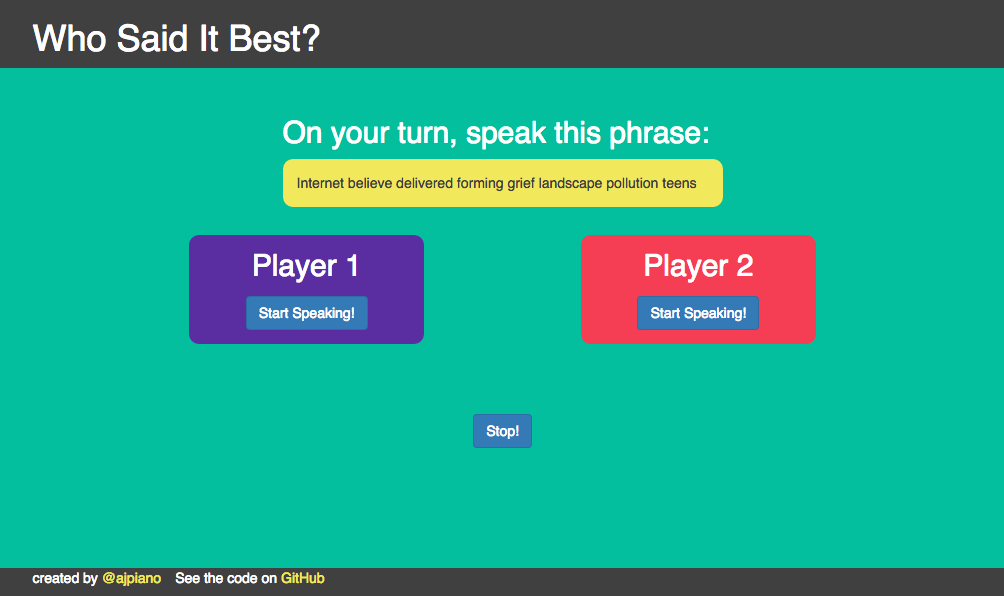 Who Said It Best?
On your turn, speak this phrase:
Internet believe delivered forming grief landscape pollution teens
Player 1
Start Speaking!
Player 2
Start Speaking!
Stop!
created by @ajpiano See the code on GitHub